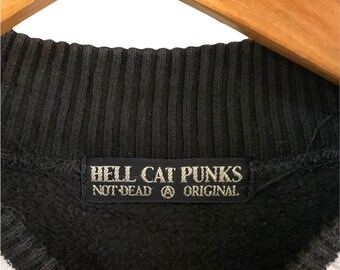 HELL CAT PUNKS
NOT·DEAD Ⓐ ORIGINAL